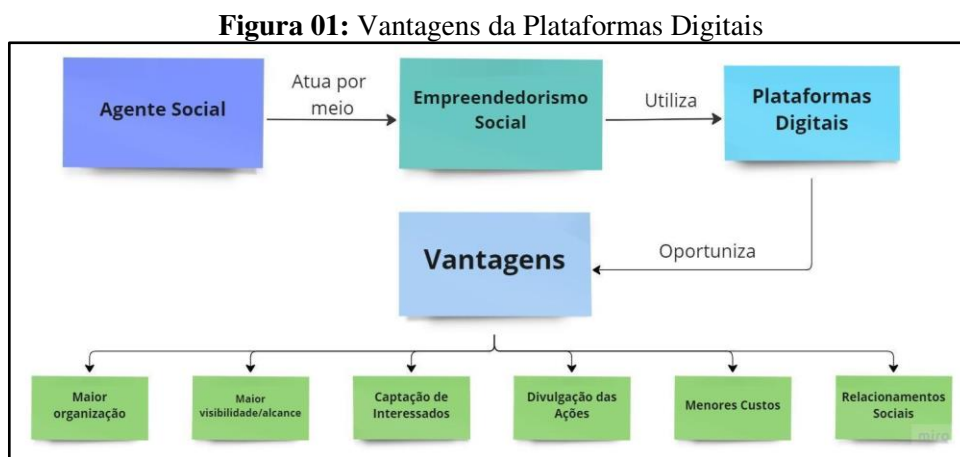 Figura 01: Vantagens da Plataformas Digitais
Agente Social
Atua por
meio
Empreendedorismo
Social
Utiliza
Plataformas
Digitais
Vantagens
Oportuniza
Maior
organização
Maior
visibilidade/alcance
Captação de
Interessados
Divulgação das
Ações
Menores Custos
Relacionamentos
Sociais
miro